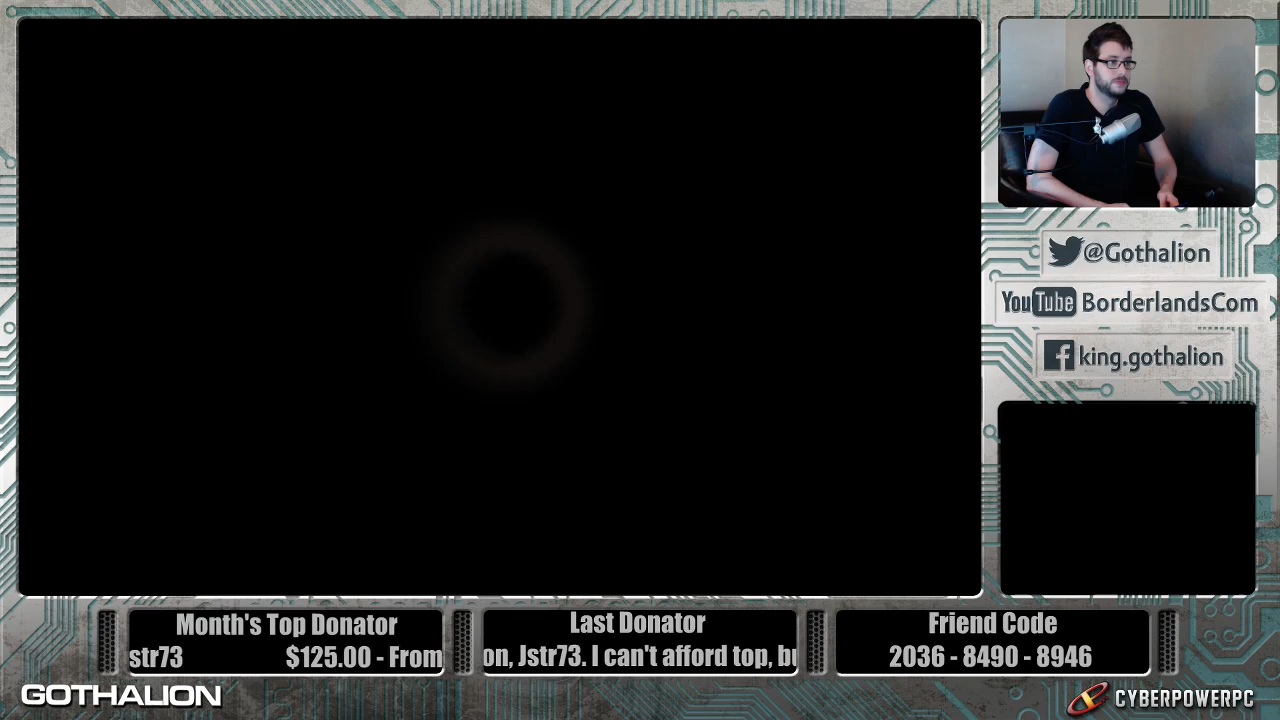 @Gothalion
YouTube BorderlandsCom
f king.gothalion
Month's Top Donator
str73 $125.00 - From
Last Donator
on, Jstr73. I can't afford top, bu
Friend Code
2036 - 8490 - 8946
GOTHALION
CYBERPOWERPC